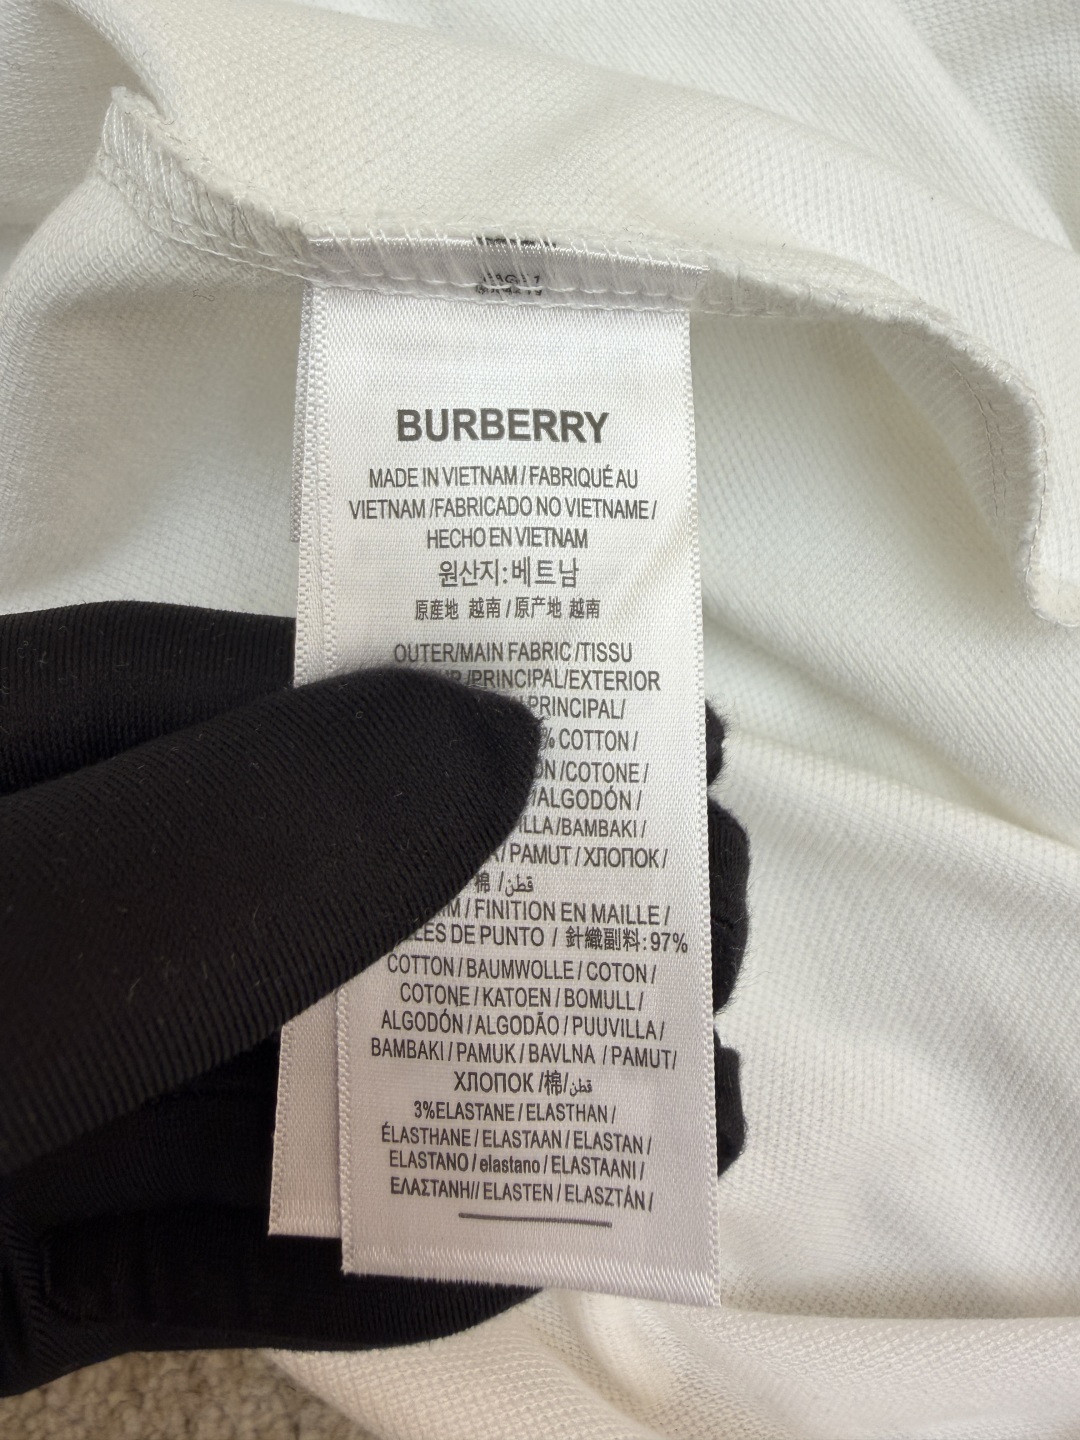 BURBERRY
MADE IN VIETNAM / FABRIQUÉ AU
VIETNAM /FABRICADO NO VIETNAME /
HECHO EN VIETNAM
원산지: 베트남
原産地 越南 / 原产地 越南
OUTER/MAIN FABRIC /TISSU
/PRINCIPAL/EXTERIOR
PRINCIPAL/
% COTTON /
/COTONE /
/ALGODÓN /
/BAMBAKI /
/ PAMUT / ХЛОПОК /
棉 /قطن
/ FINITION EN MAILLE /
DE PUNTO / 針織副料: 97%
COTTON / BAUMWOLLE / COTON /
COTONE / KATOEN / BOMULL /
ALGODÓN / ALGODÃO / PUUVILLA /
BAMBAKI / PAMUK / BAVLNA / PAMUT/
ХЛОПОК /棉/قطن
3%ELASTANE / ELASTHAN /
ÉLASTHANE / ELASTAAN / ELASTAN /
ELASTANO / elastano / ELASTAANI /
ΕΛΑΣΤΑΝΗ// ELASTEN / ELASZTÁN /